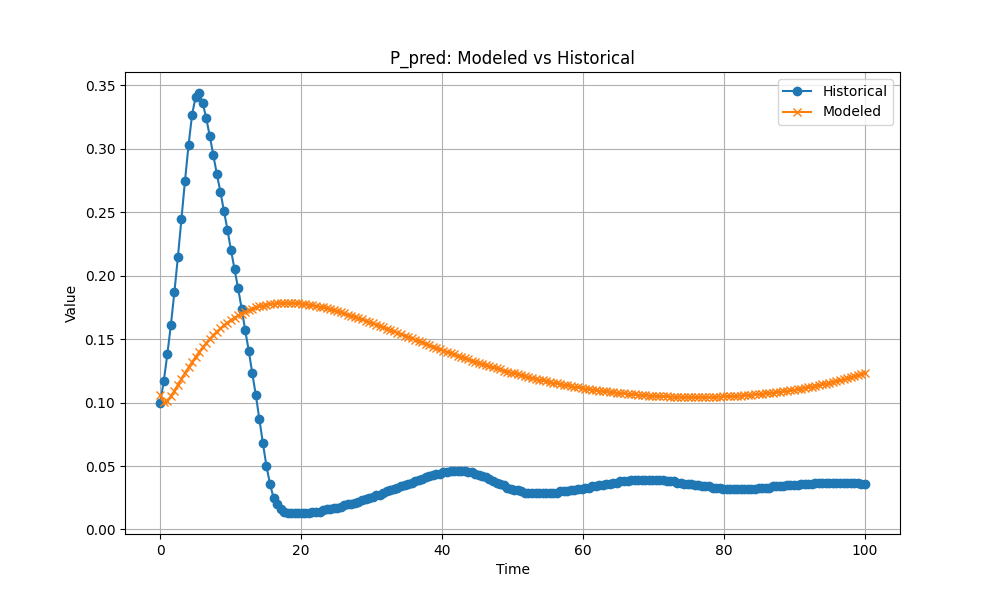 P_pred: Modeled vs Historical
Historical
Modeled
Value
0.35
0.30
0.25
0.20
0.15
0.10
0.05
0.00
0 20 40 60 80 100
Time